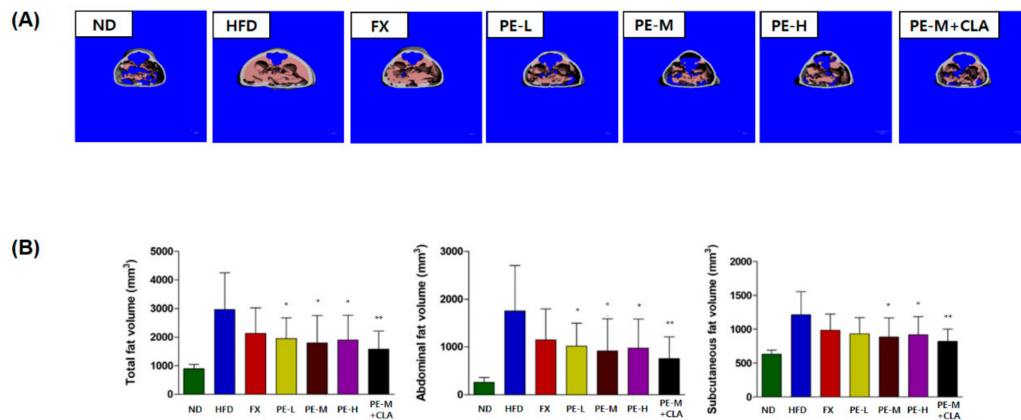 (A)
ND HFD FX PE-L PE-M PE-H PE-M+CLA
(B)
Total fat volume (mm³)
5000
4000
3000
2000
1000
0
* * * **
ND HFD FX PE-L PE-M PE-H PE-M
+CLA
Abdominal fat volume (mm³)
3000
2000
1000
0
* * * **
ND HFD FX PE-L PE-M PE-H PE-M
+CLA
Subcutaneous fat volume (mm³)
2000
1500
1000
500
0
* * **
ND HFD FX PE-L PE-M PE-H PE-M
+CLA